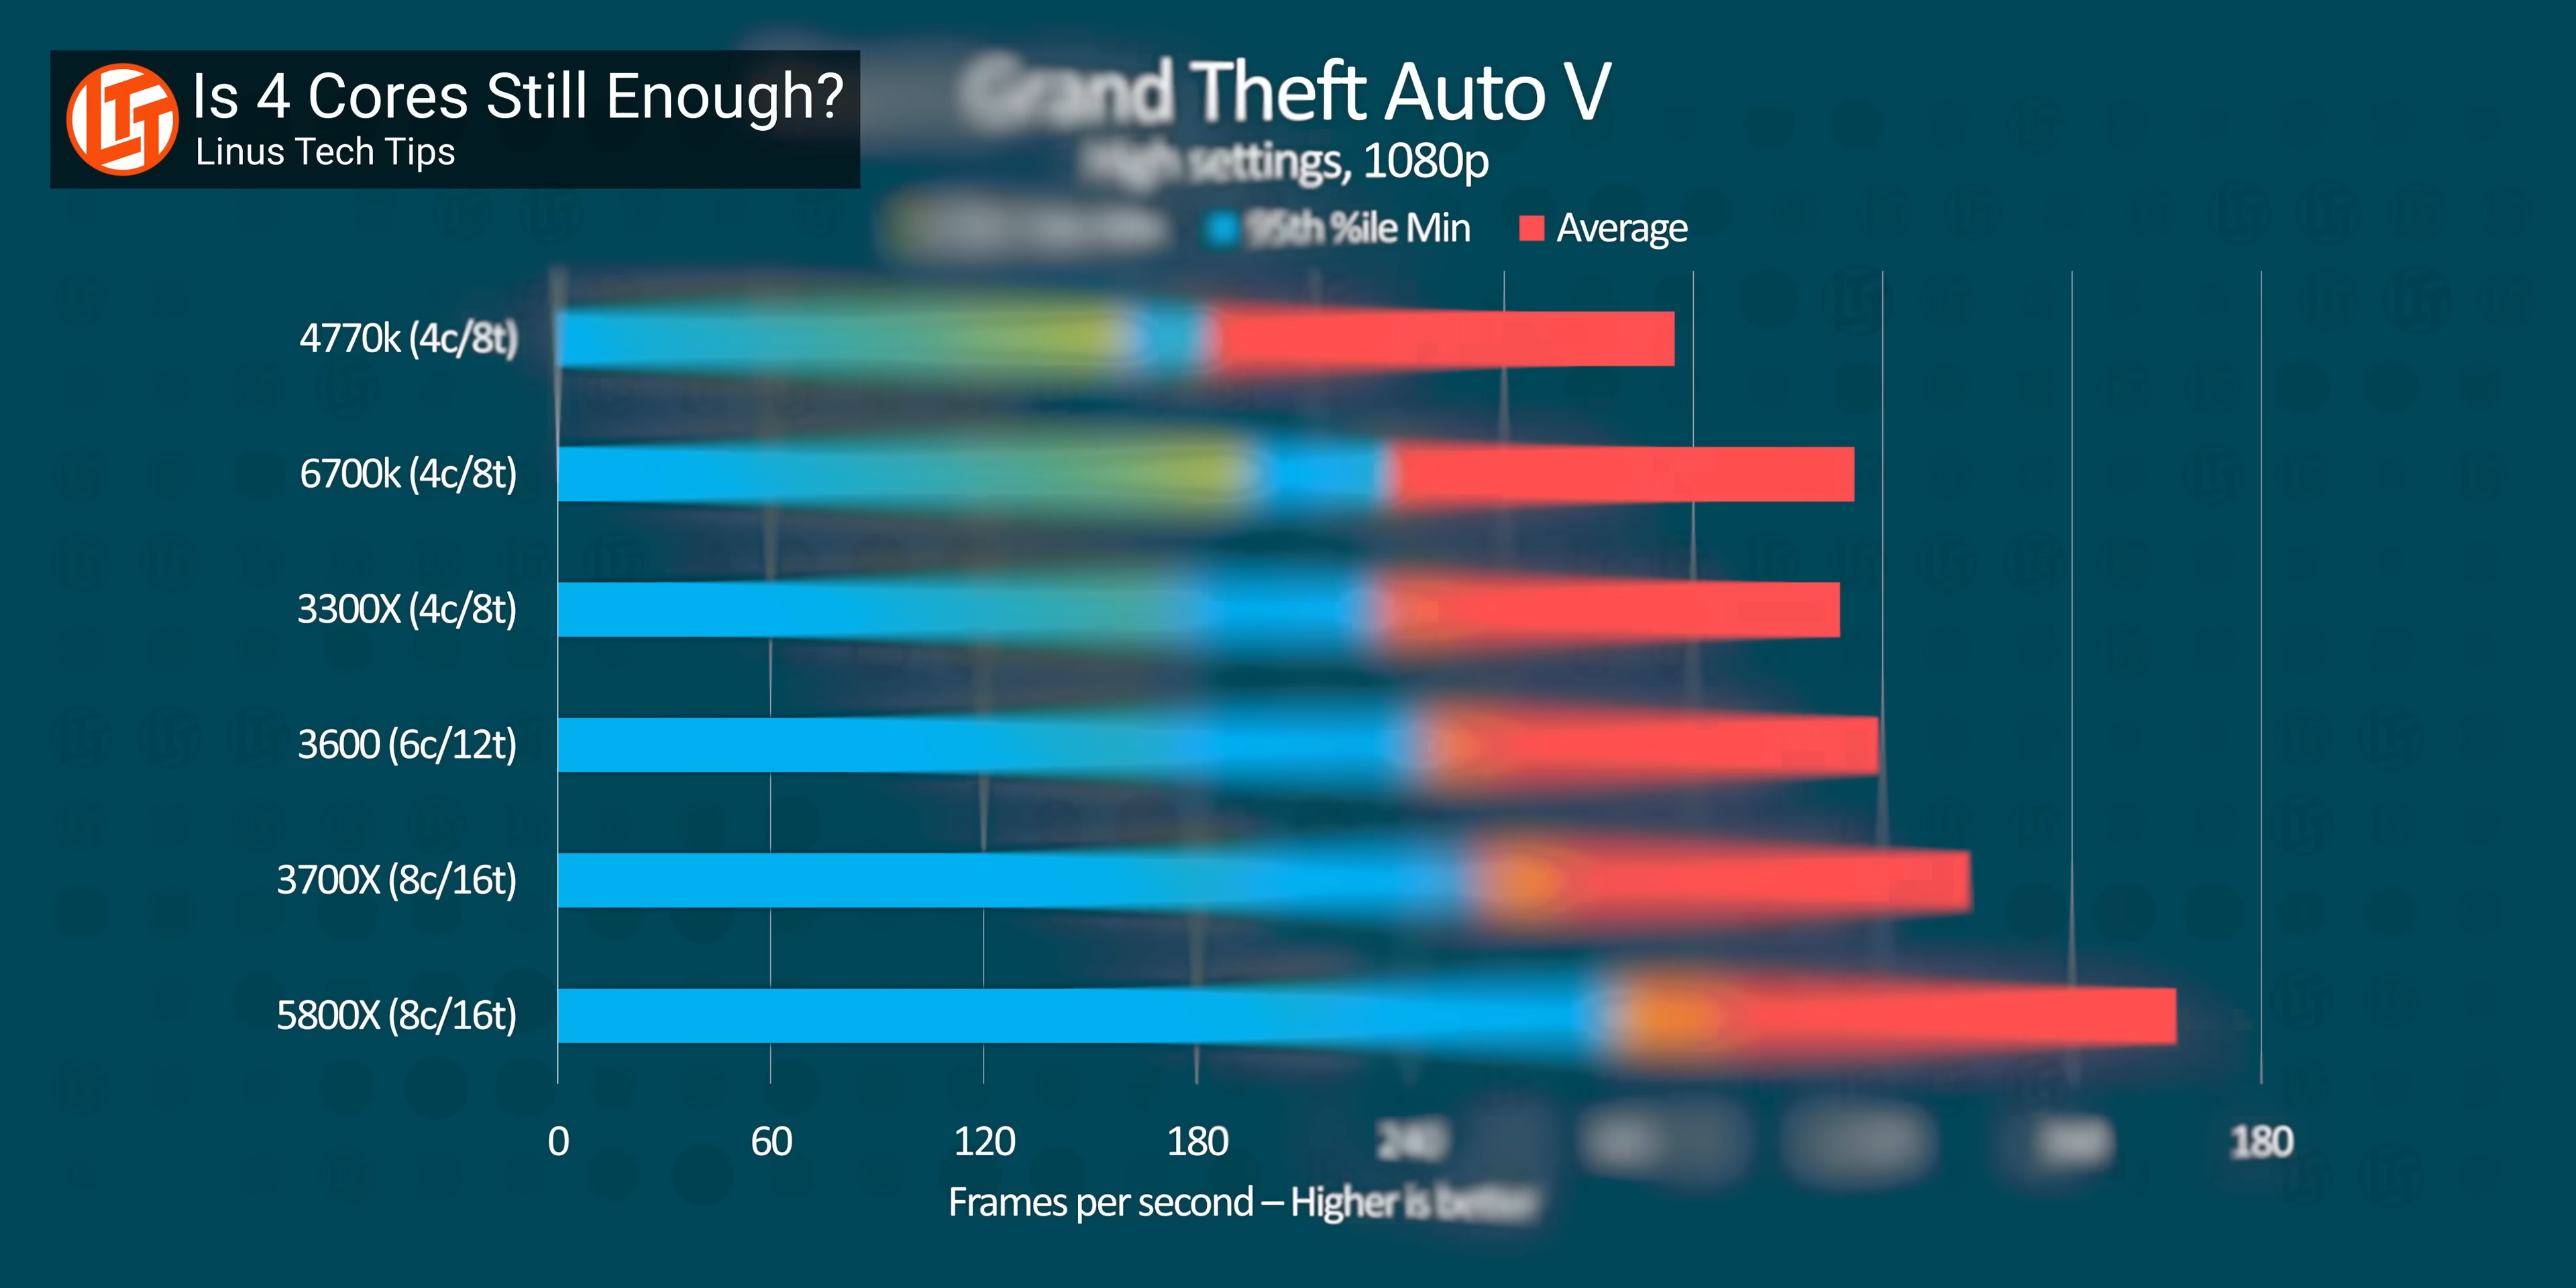 LTT
Is 4 Cores Still Enough?
Linus Tech Tips
Grand Theft Auto V
High settings, 1080p
95th %ile Min
Average
4770k (4c/8t)
6700k (4c/8t)
3300X (4c/8t)
3600 (6c/12t)
3700X (8c/16t)
5800X (8c/16t)
0 60 120 180 240 180
Frames per second – Higher is better